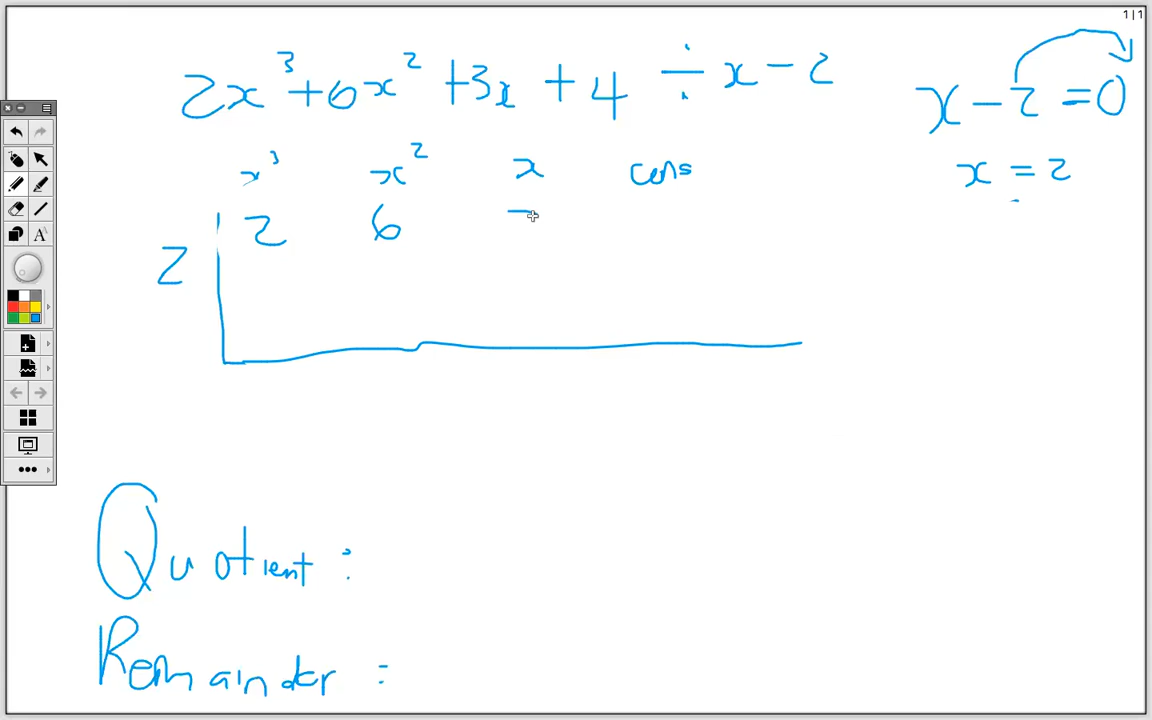 1|1
2x³+6x²+3x+4 ÷ x-2
x-2=0
x³ x² x cons
x=2
2 2 6
Quotient:
Remainder: